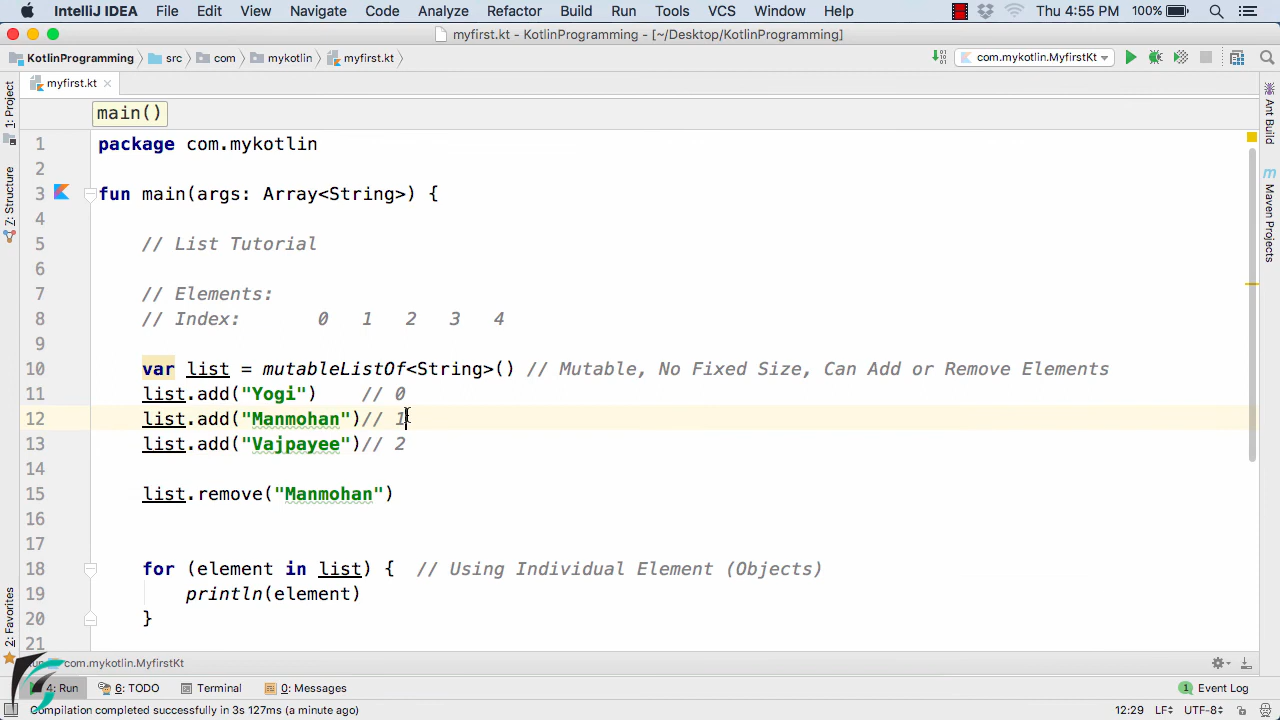 IntelliJ IDEA File Edit View Navigate Code Analyze Refactor Build Run Tools VCS Window Help Thu 4:55 PM 100%
myfirst.kt - KotlinProgramming - [~/Desktop/KotlinProgramming]
KotlinProgramming src com mykotlin myfirst.kt com.mykotlin.MyfirstKt
myfirst.kt
main()
1 package com.mykotlin
2
3 fun main(args: Array<String>) {
4
5 // List Tutorial
6
7 // Elements:
8 // Index: 0 1 2 3 4
9
10 var list = mutableListOf<String>() // Mutable, No Fixed Size, Can Add or Remove Elements
11 list.add("Yogi") // 0
12 list.add("Manmohan")// 1
13 list.add("Vajpayee")// 2
14
15 list.remove("Manmohan")
16
17
18 for (element in list) { // Using Individual Element (Objects)
19 println(element)
20 }
21
1: Project
7: Structure
2: Favorites
Ant Build
Maven Projects
com.mykotlin.MyfirstKt
4: Run 6: TODO Terminal 0: Messages 1 Event Log
Compilation completed successfully in 3s 127ms (a minute ago) 12:29 LF÷ UTF-8÷